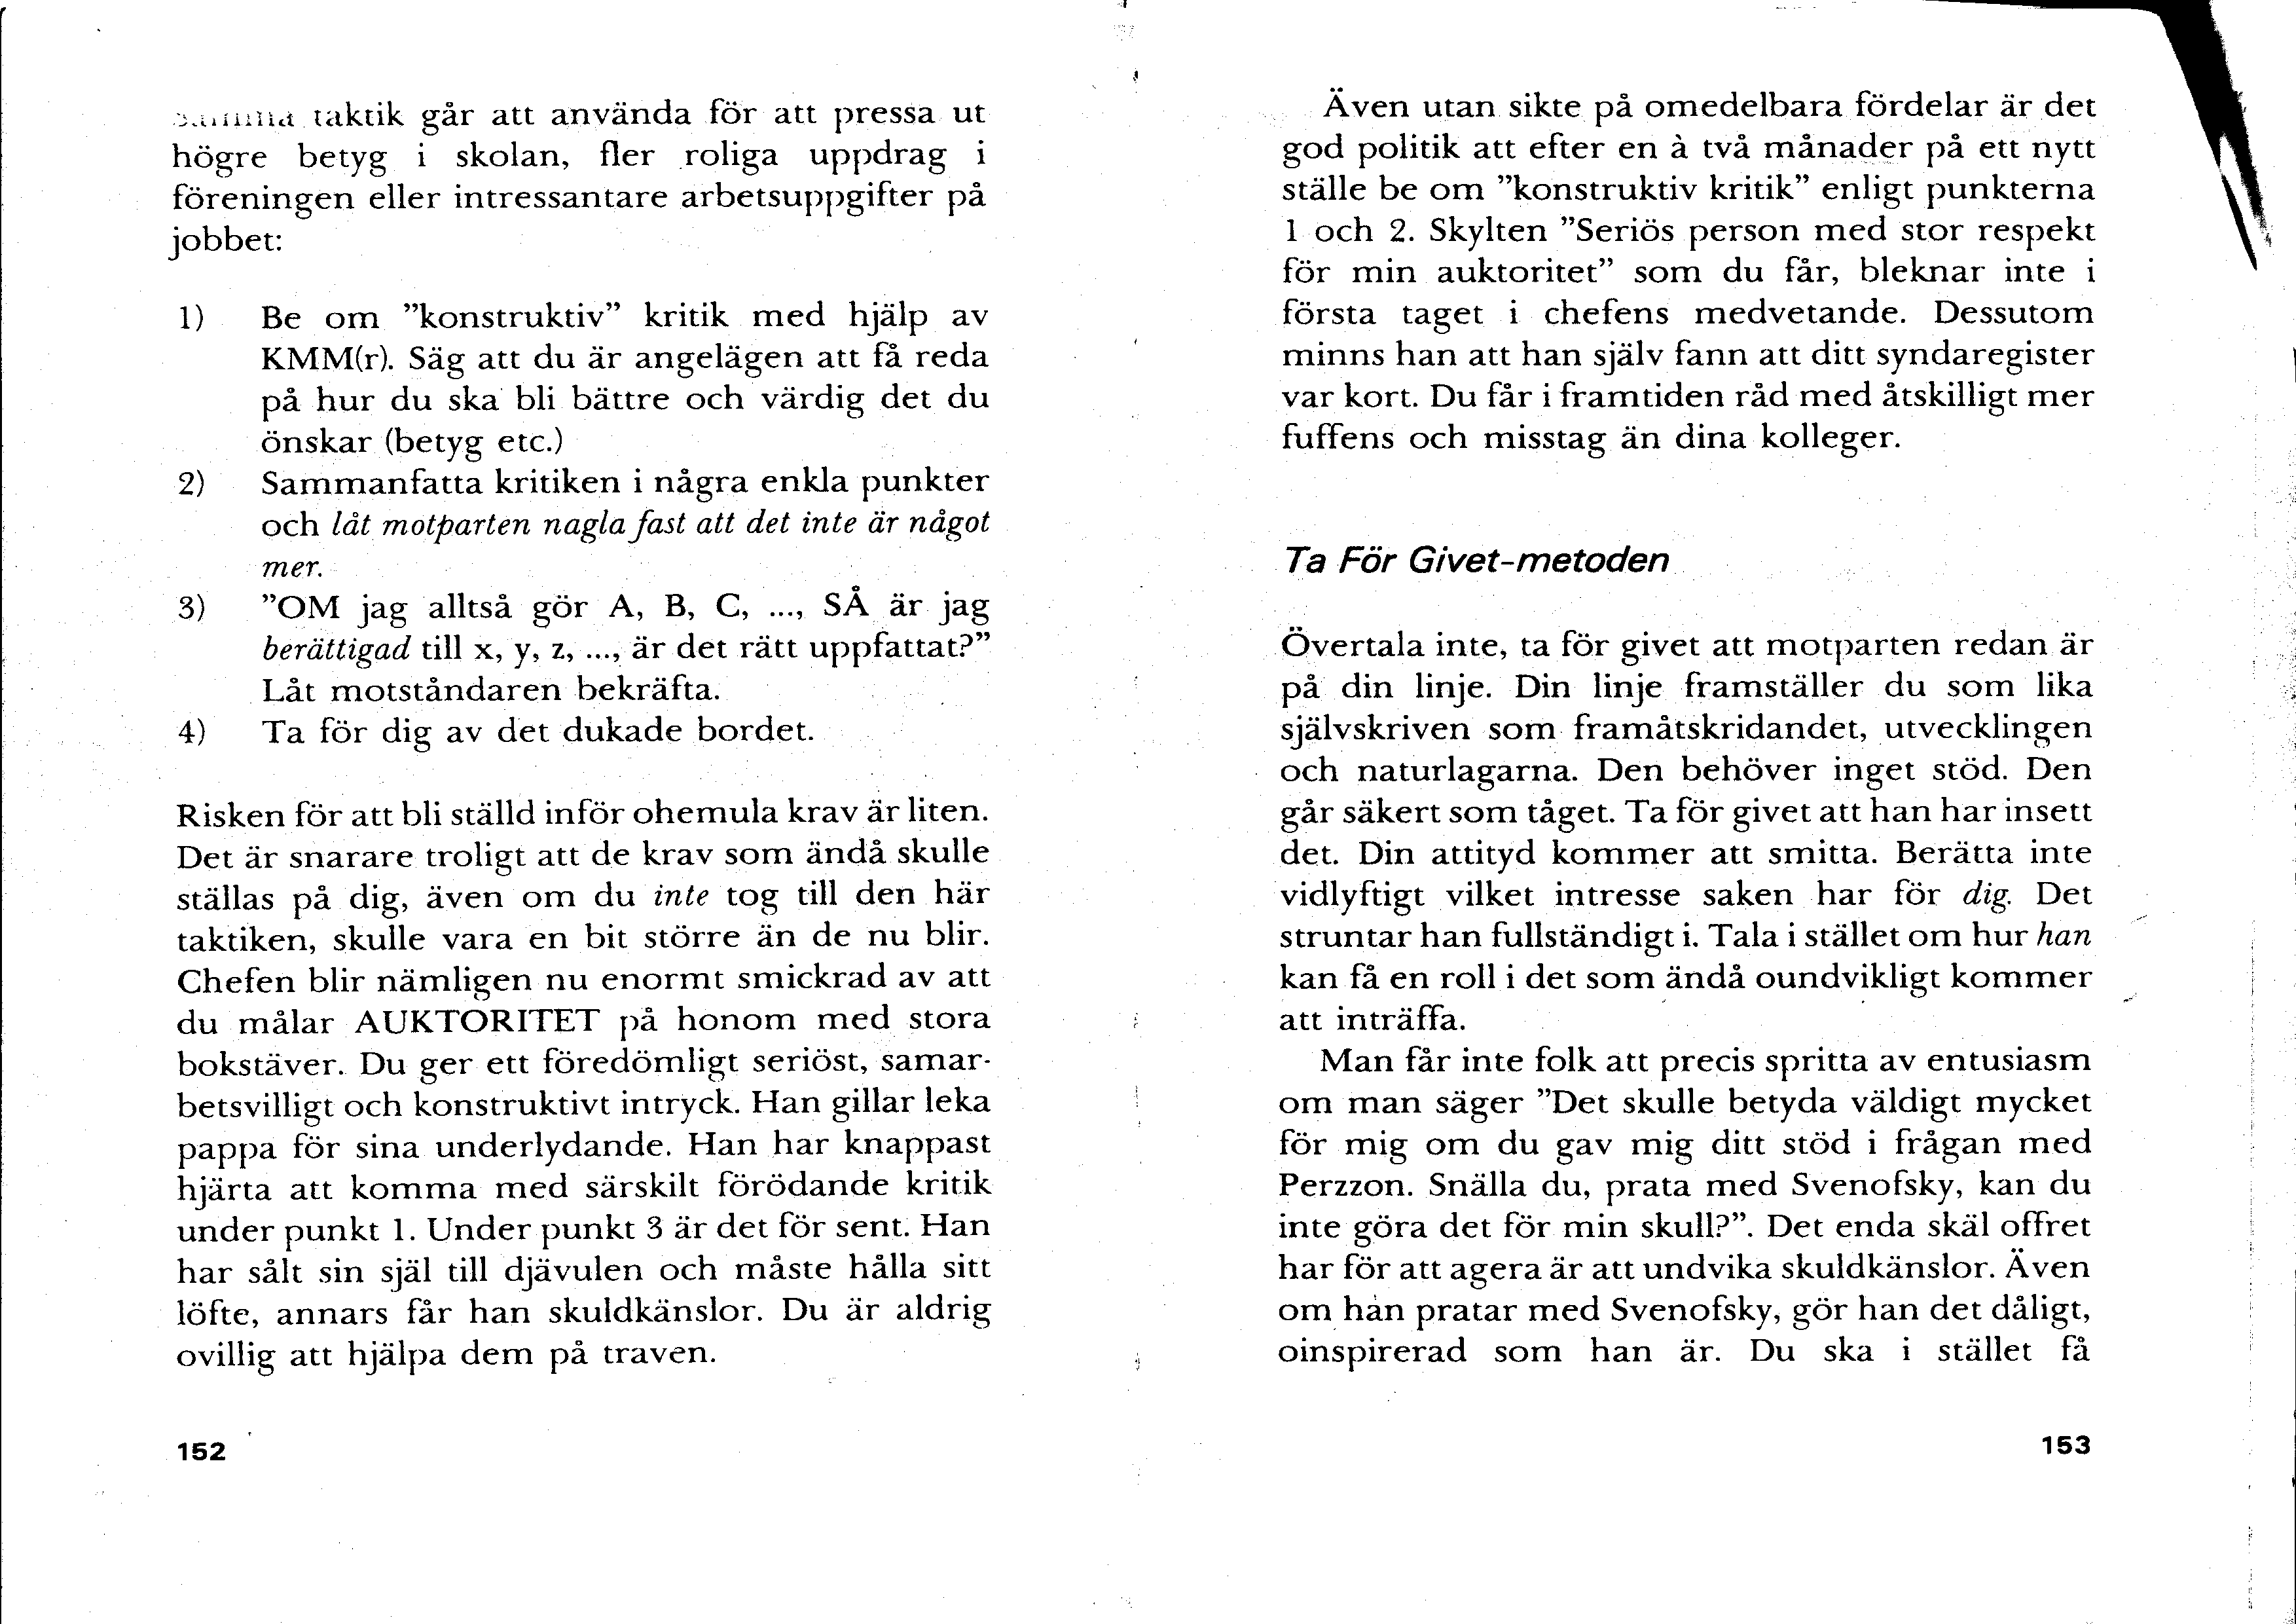 Samma taktik går att använda för att pressa ut
högre betyg i skolan, fler roliga uppdrag i
föreningen eller intressantare arbetsuppgifter på
jobbet:
1) Be om ”konstruktiv” kritik med hjälp av
KMM(r). Säg att du är angelägen att få reda
på hur du ska bli bättre och värdig det du
önskar (betyg etc.)
2) Sammanfatta kritiken i några enkla punkter
och låt motparten nagla fast att det inte är något
mer.
3) ”OM jag alltså gör A, B, C, ..., SÅ är jag
berättigad till x, y, z, ..., är det rätt uppfattat?”
Låt motståndaren bekräfta.
4) Ta för dig av det dukade bordet.
Risken för att bli ställd inför ohemula krav är liten.
Det är snarare troligt att de krav som ändå skulle
ställas på dig, även om du inte tog till den här
taktiken, skulle vara en bit större än de nu blir.
Chefen blir nämligen nu enormt smickrad av att
du målar AUKTORITET på honom med stora
bokstäver. Du ger ett föredömligt seriöst, samar-
betsvilligt och konstruktivt intryck. Han gillar leka
pappa för sina underlydande. Han har knappast
hjärta att komma med särskilt förödande kritik
under punkt 1. Under punkt 3 är det för sent. Han
har sålt sin själ till djävulen och måste hålla sitt
löfte, annars får han skuldkänslor. Du är aldrig
ovillig att hjälpa dem på traven.
152
Även utan sikte på omedelbara fördelar är det
god politik att efter en à två månader på ett nytt
ställe be om ”konstruktiv kritik” enligt punkterna
1 och 2. Skylten ”Seriös person med stor respekt
för min auktoritet” som du får, bleknar inte i
första taget i chefens medvetande. Dessutom
minns han att han själv fann att ditt syndaregister
var kort. Du får i framtiden råd med åtskilligt mer
fuffens och misstag än dina kolleger.
Ta För Givet-metoden
Övertala inte, ta för givet att motparten redan är
på din linje. Din linje framställer du som lika
självskriven som framåtskridandet, utvecklingen
och naturlagarna. Den behöver inget stöd. Den
går säkert som tåget. Ta för givet att han har insett
det. Din attityd kommer att smitta. Berätta inte
vidlyftigt vilket intresse saken har för dig. Det
struntar han fullständigt i. Tala i stället om hur han
kan få en roll i det som ändå oundvikligt kommer
att inträffa.
Man får inte folk att precis spritta av entusiasm
om man säger ”Det skulle betyda väldigt mycket
för mig om du gav mig ditt stöd i frågan med
Perzzon. Snälla du, prata med Svenofsky, kan du
inte göra det för min skull?”. Det enda skäl offret
har för att agera är att undvika skuldkänslor. Även
om han pratar med Svenofsky, gör han det dåligt,
oinspirerad som han är. Du ska i stället få
153